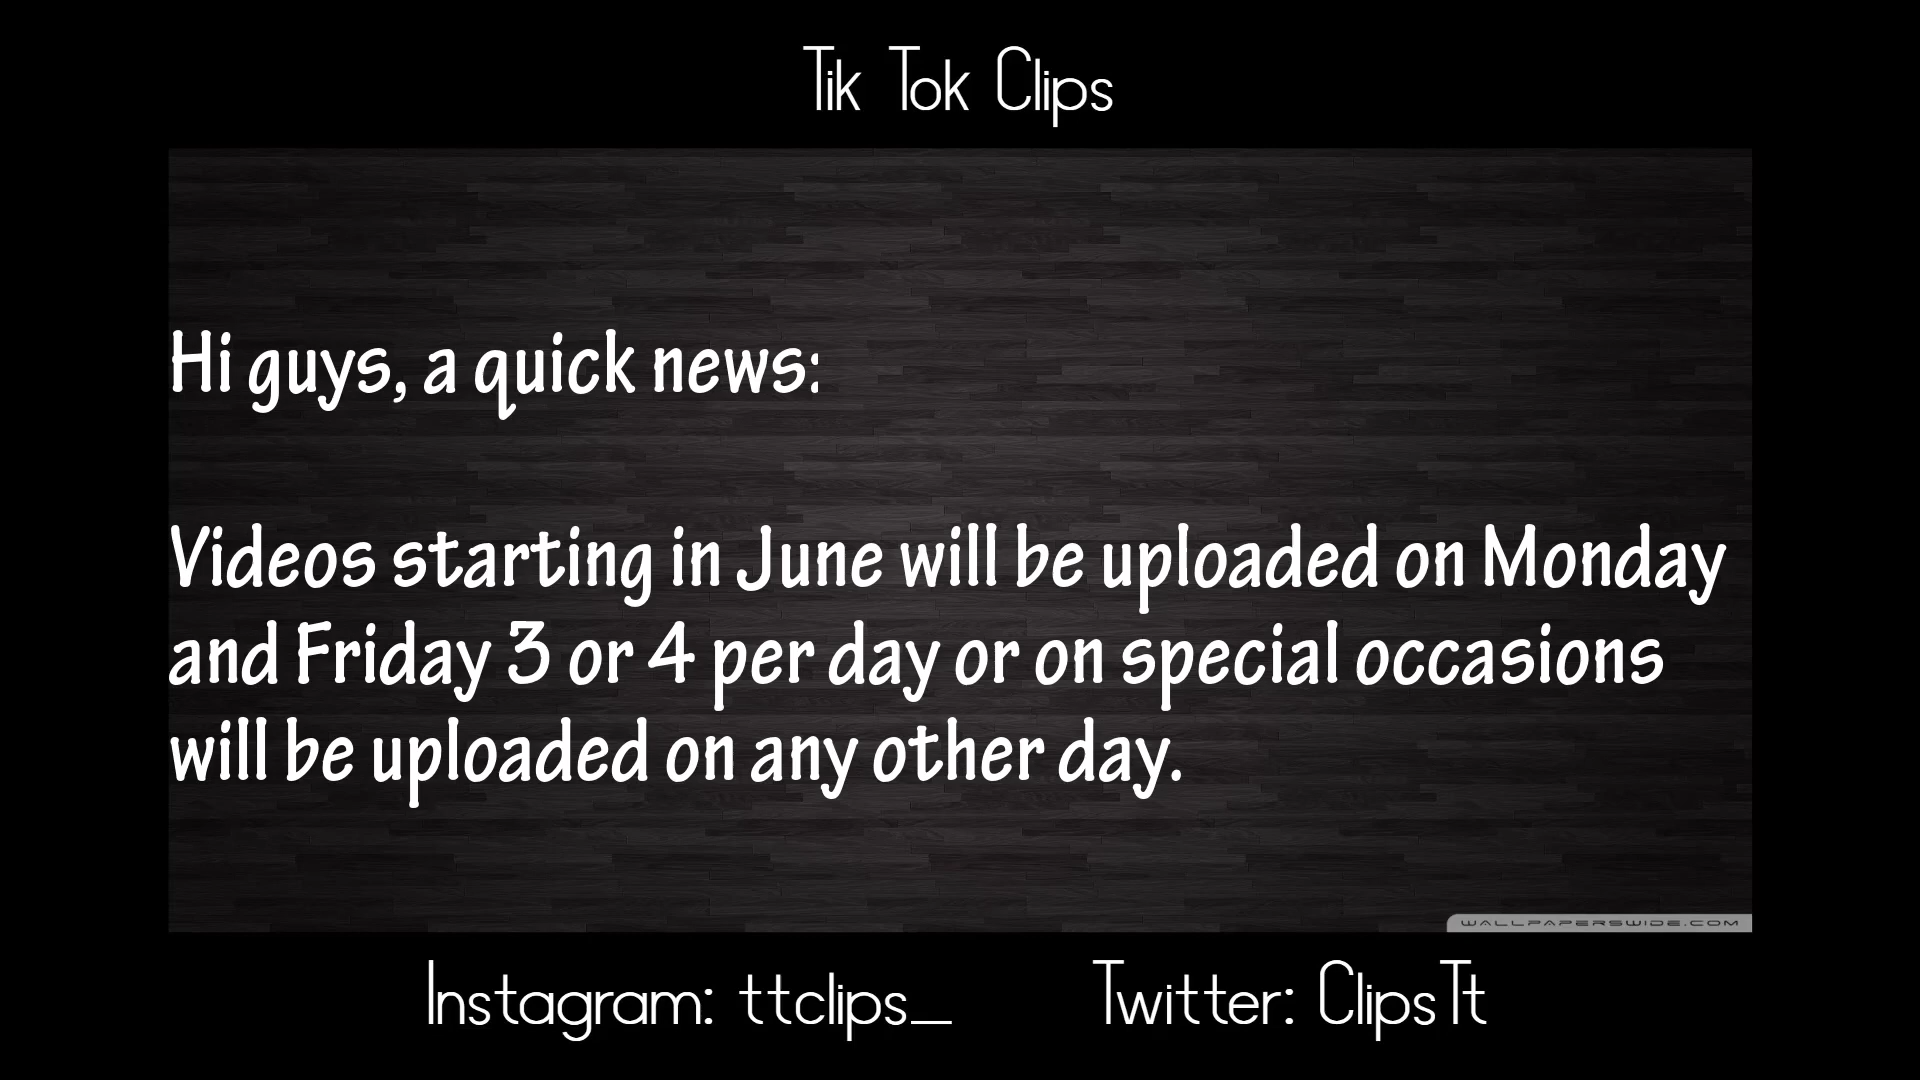 Tik Tok Clips
Hi guys, a quick news:
Videos starting in June will be uploaded on Monday
and Friday 3 or 4 per day or on special occasions
will be uploaded on any other day.
WALLPAPERSWIDE.COM
Instagram: ttclips_ Twitter: ClipsTt